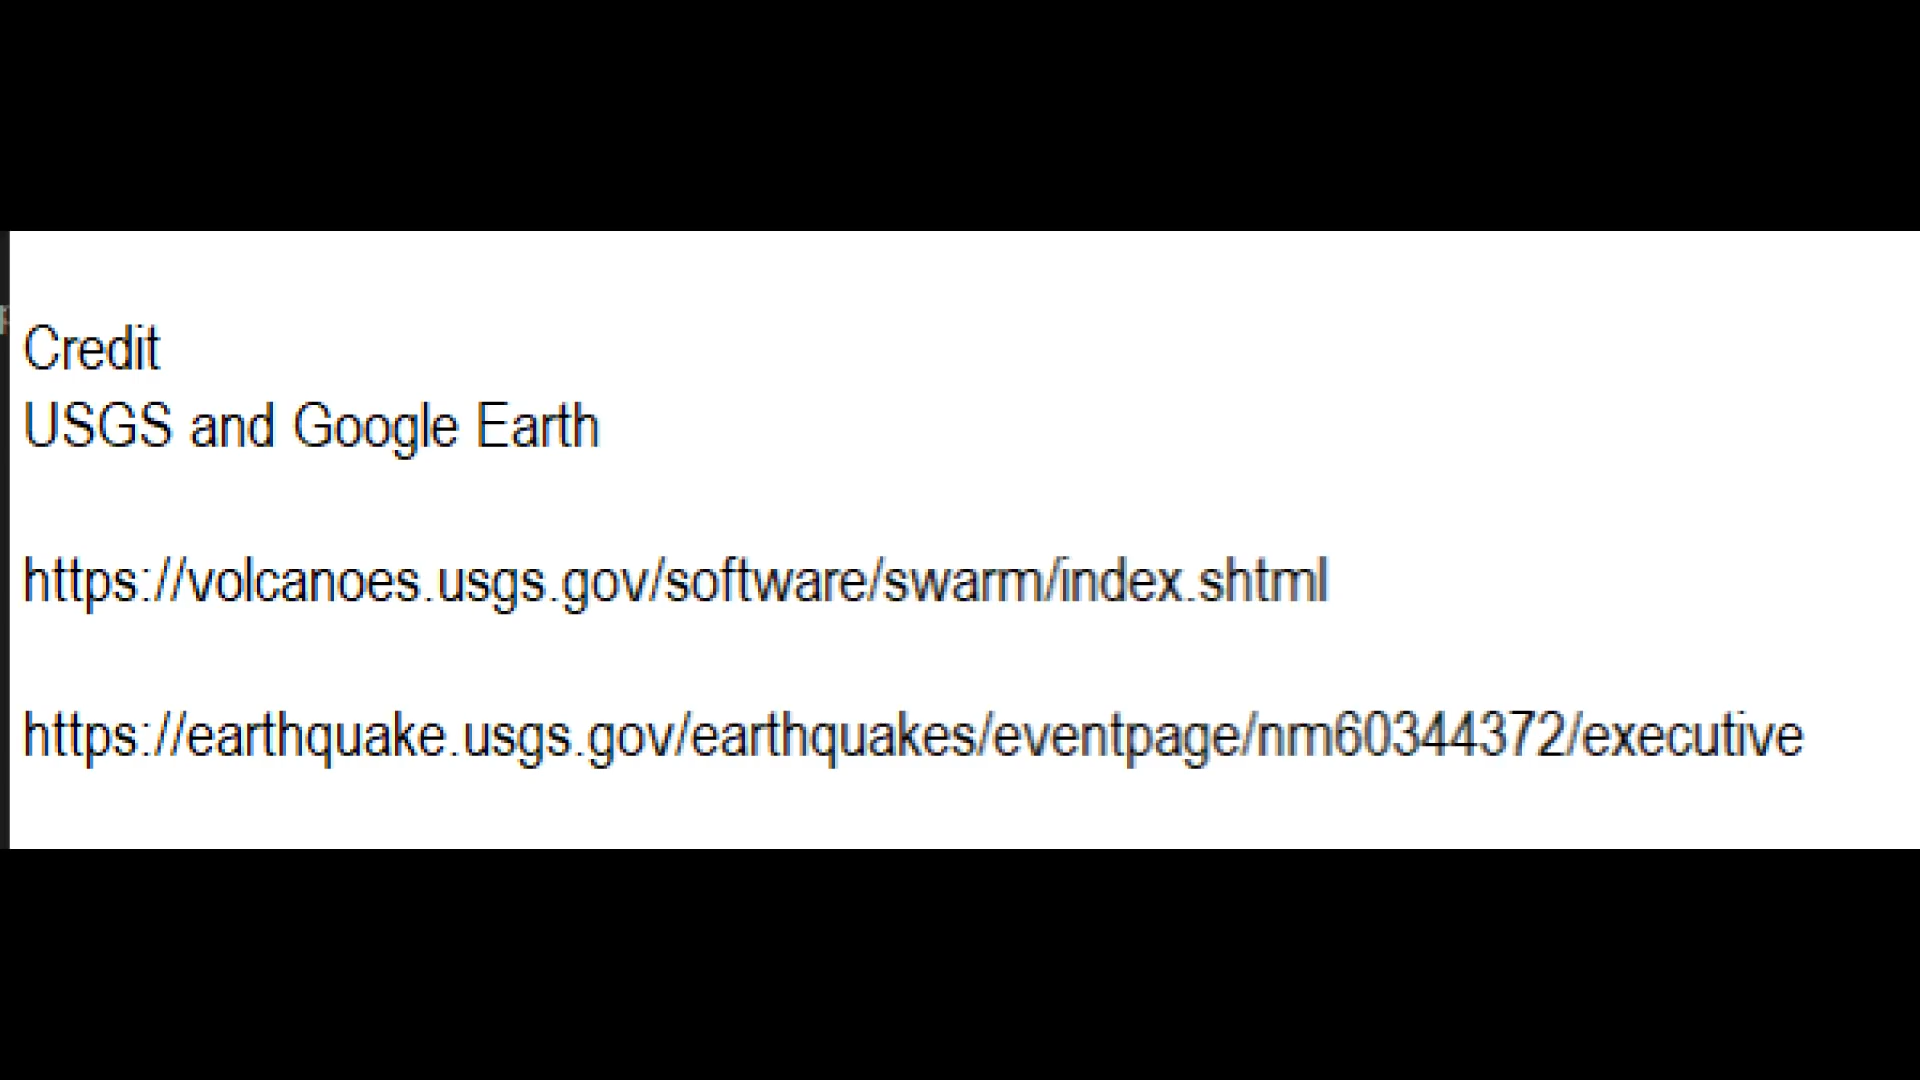 Credit
USGS and Google Earth
https://volcanoes.usgs.gov/software/swarm/index.shtml
https://earthquake.usgs.gov/earthquakes/eventpage/nm60344372/executive